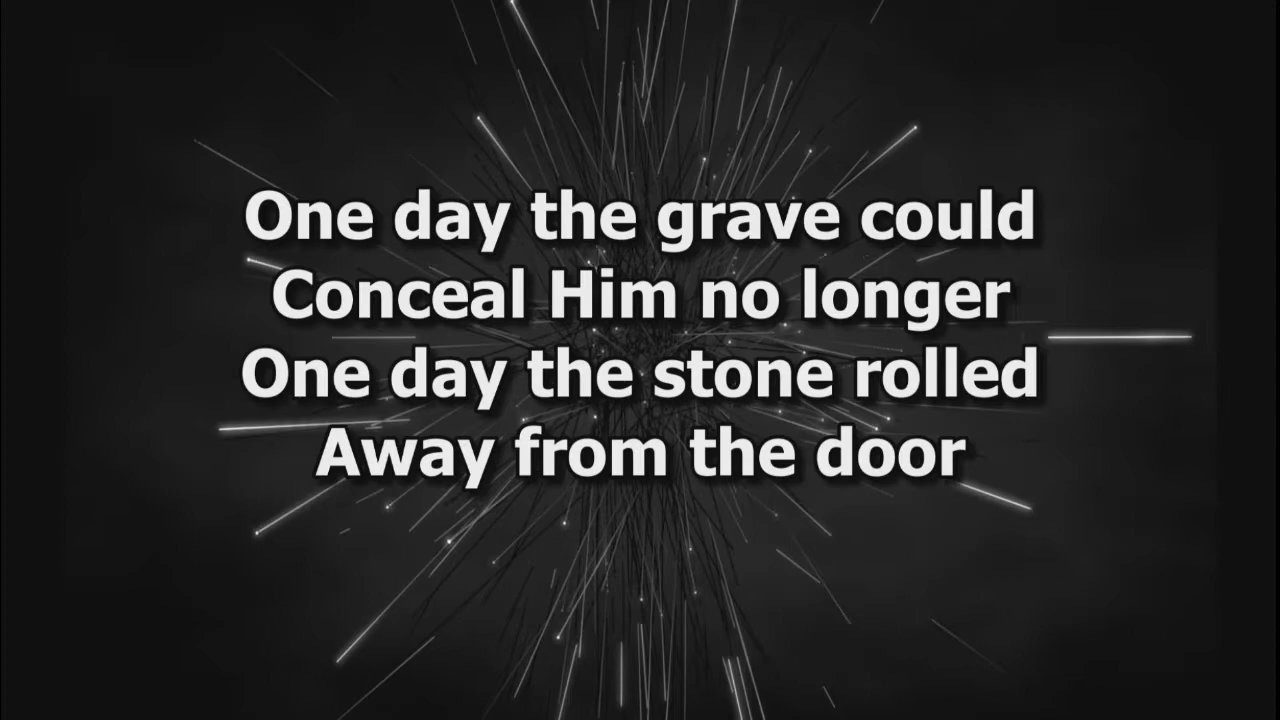 One day the grave could
Conceal Him no longer
One day the stone rolled
Away from the door